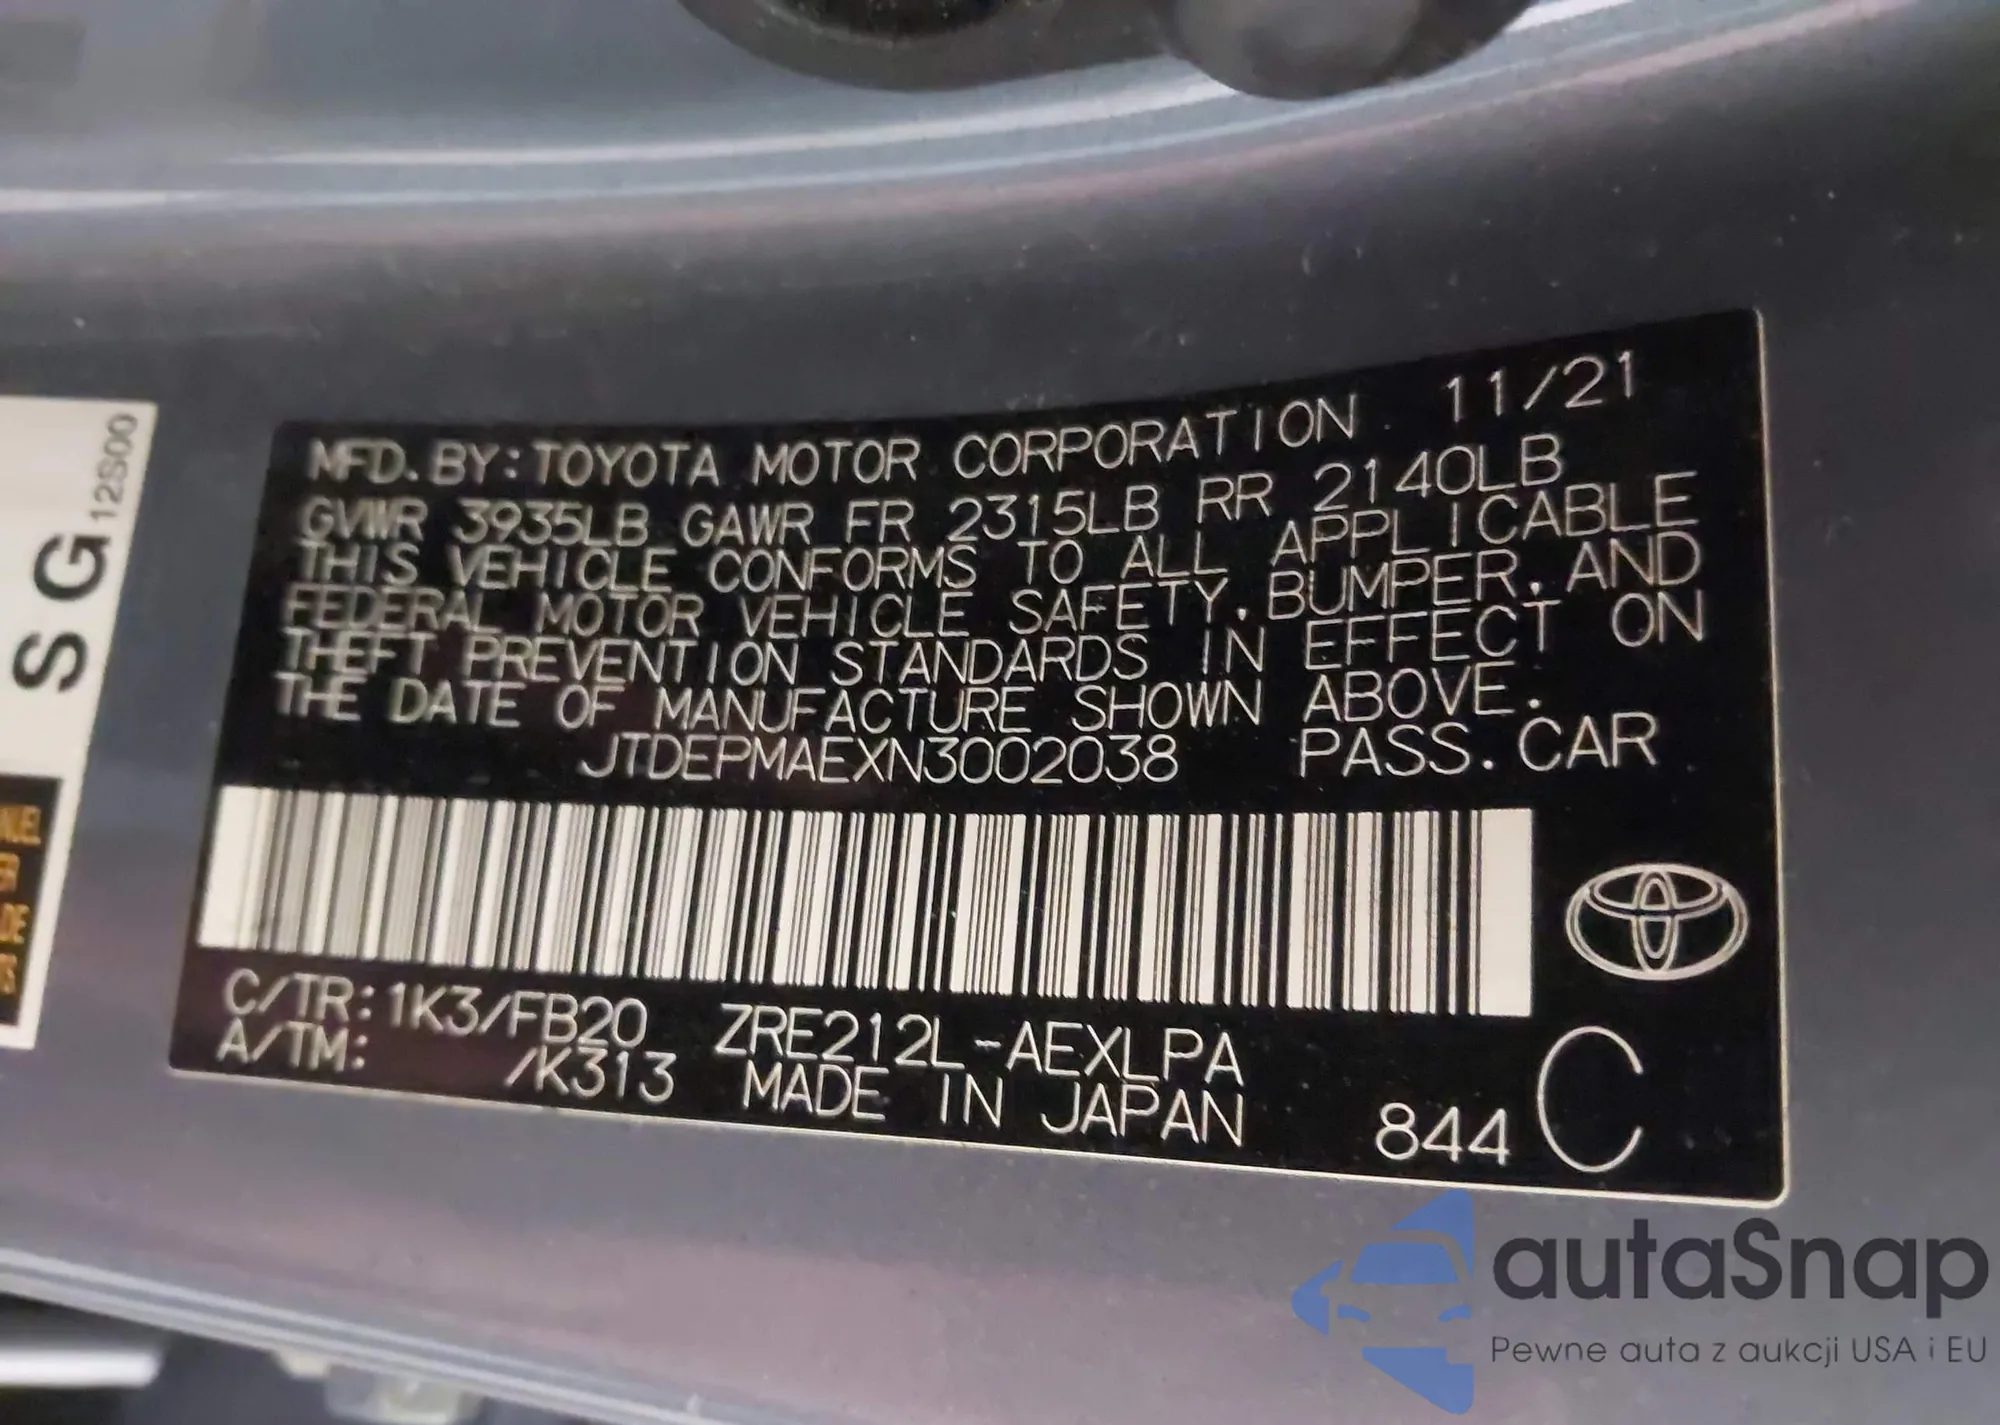 MFD. BY: TOYOTA MOTOR CORPORATION 11/21
GVWR 3935LB GAWR FR 2315LB RR 2140LB
THIS VEHICLE CONFORMS TO ALL APPLICABLE
FEDERAL MOTOR VEHICLE SAFETY, BUMPER, AND
THEFT PREVENTION STANDARDS IN EFFECT ON
THE DATE OF MANUFACTURE SHOWN ABOVE.
JTDEPMAEXN3002038 PASS. CAR
C/TR: 1K3/FB20 ZRE212L-AEXLPA
A/TM: /K313 MADE IN JAPAN 844 C
SG 12S00
autaSnap
Pewne auta z aukcji USA i EU